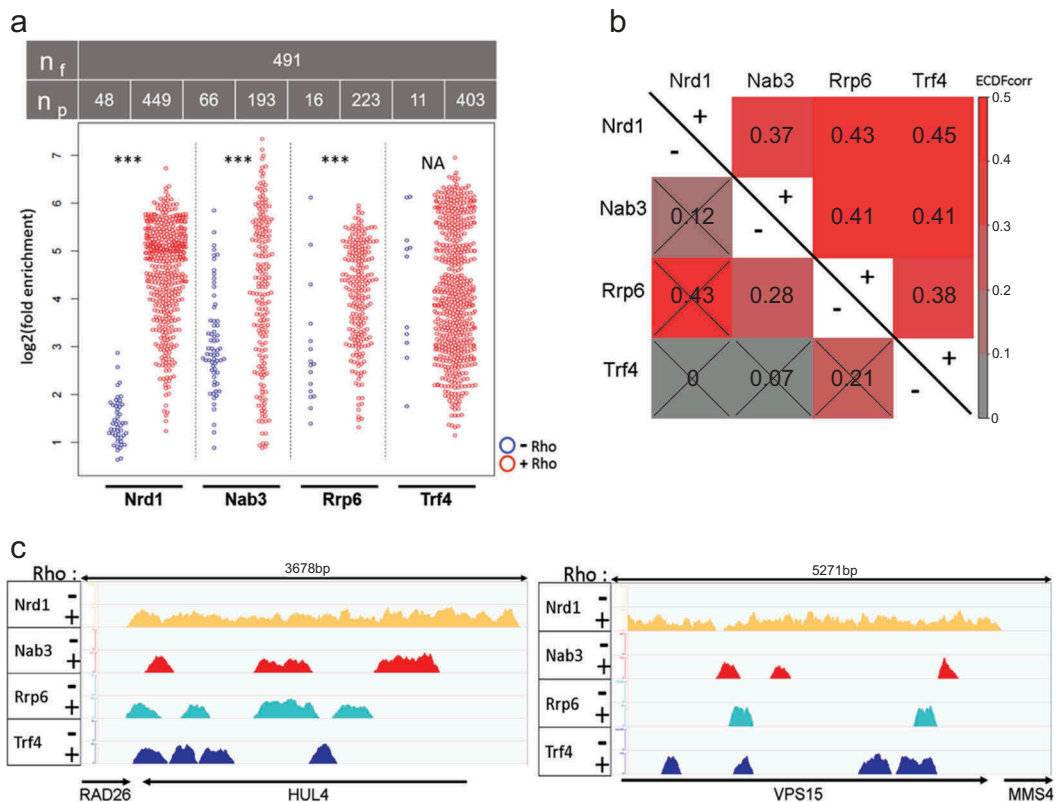 a
n f 491
n p 48 449 66 193 16 223 11 403
*** *** *** NA
log2(fold enrichment)
7
6
5
4
3
2
1
- Rho
+ Rho
Nrd1 Nab3 Rrp6 Trf4
b
Nrd1 Nab3 Rrp6 Trf4
ECDFcorr
Nrd1 + - 0.37 0.43 0.45
Nab3 0.12 + - 0.41 0.41
Rrp6 0.43 0.28 + - 0.38
Trf4 0 0.07 0.21 + -
0.5
0.4
0.3
0.2
0.1
0
c
Rho : 3678bp
Nrd1 - +
Nab3 - +
Rrp6 - +
Trf4 - +
RAD26 HUL4
Rho : 5271bp
Nrd1 - +
Nab3 - +
Rrp6 - +
Trf4 - +
VPS15 MMS4